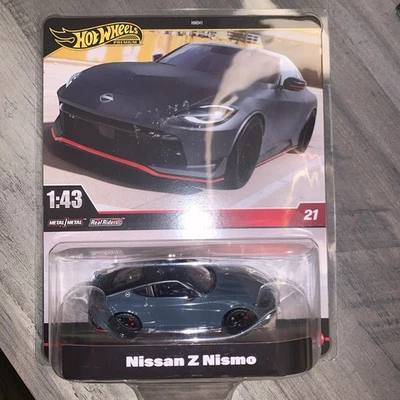 HOT WHEELS
PREMIUM
1:43
METAL/METAL Real Riders
21
Nissan Z Nismo